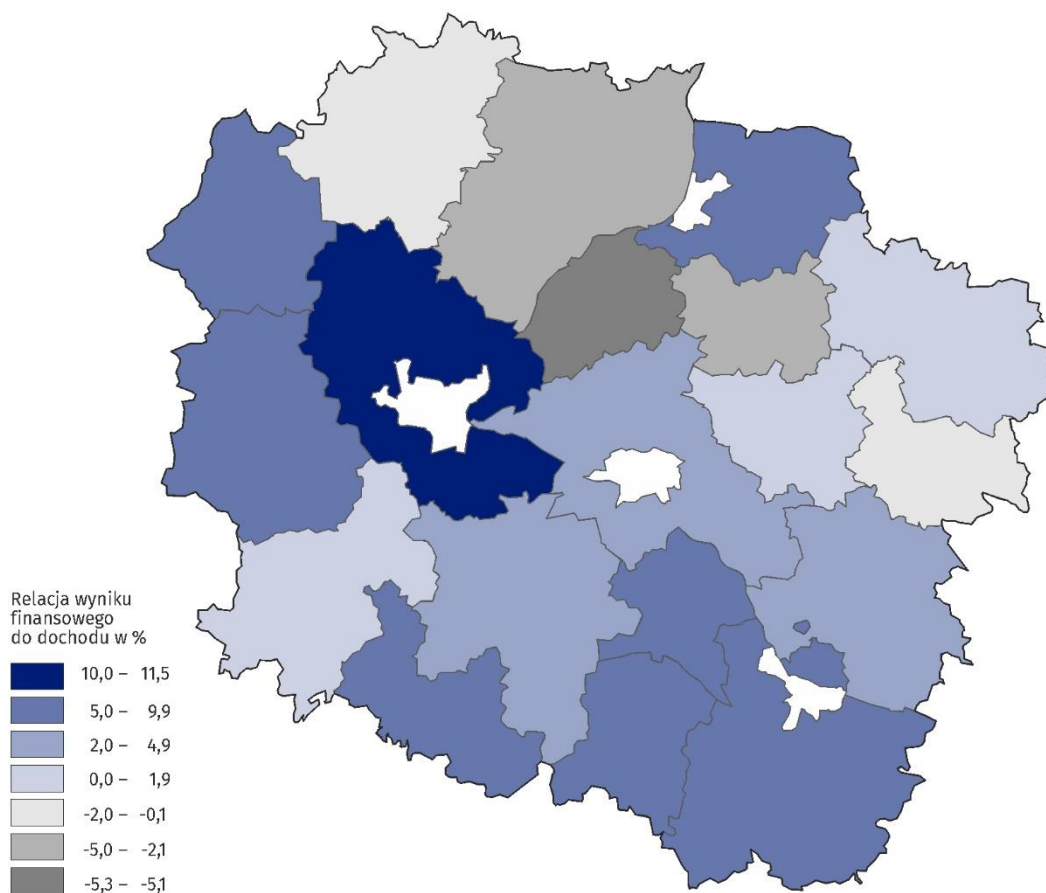 Relacja wyniku
finansowego
do dochodu w %
10,0 – 11,5
5,0 – 9,9
2,0 – 4,9
0,0 – 1,9
-2,0 – -0,1
-5,0 – -2,1
-5,3 – -5,1